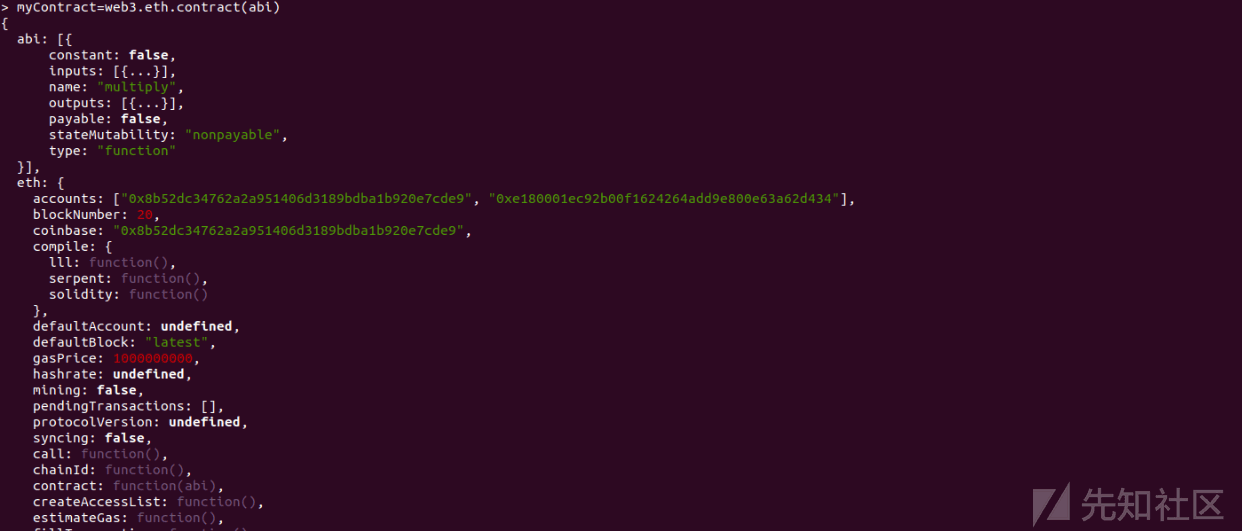 > myContract=web3.eth.contract(abi)
{
  abi: [{
      constant: false,
      inputs: [{...}],
      name: "multiply",
      outputs: [{...}],
      payable: false,
      stateMutability: "nonpayable",
      type: "function"
  }],
  eth: {
    accounts: ["0x8b52dc34762a2a951406d3189bdba1b920e7cde9", "0xe180001ec92b00f1624264add9e800e63a62d434"],
    blockNumber: 20,
    coinbase: "0x8b52dc34762a2a951406d3189bdba1b920e7cde9",
    compile: {
      lll: function(),
      serpent: function(),
      solidity: function()
    },
    defaultAccount: undefined,
    defaultBlock: "latest",
    gasPrice: 1000000000,
    hashrate: undefined,
    mining: false,
    pendingTransactions: [],
    protocolVersion: undefined,
    syncing: false,
    call: function(),
    chainId: function(),
    contract: function(abi),
    createAccessList: function(),
    estimateGas: function(),
先知社区